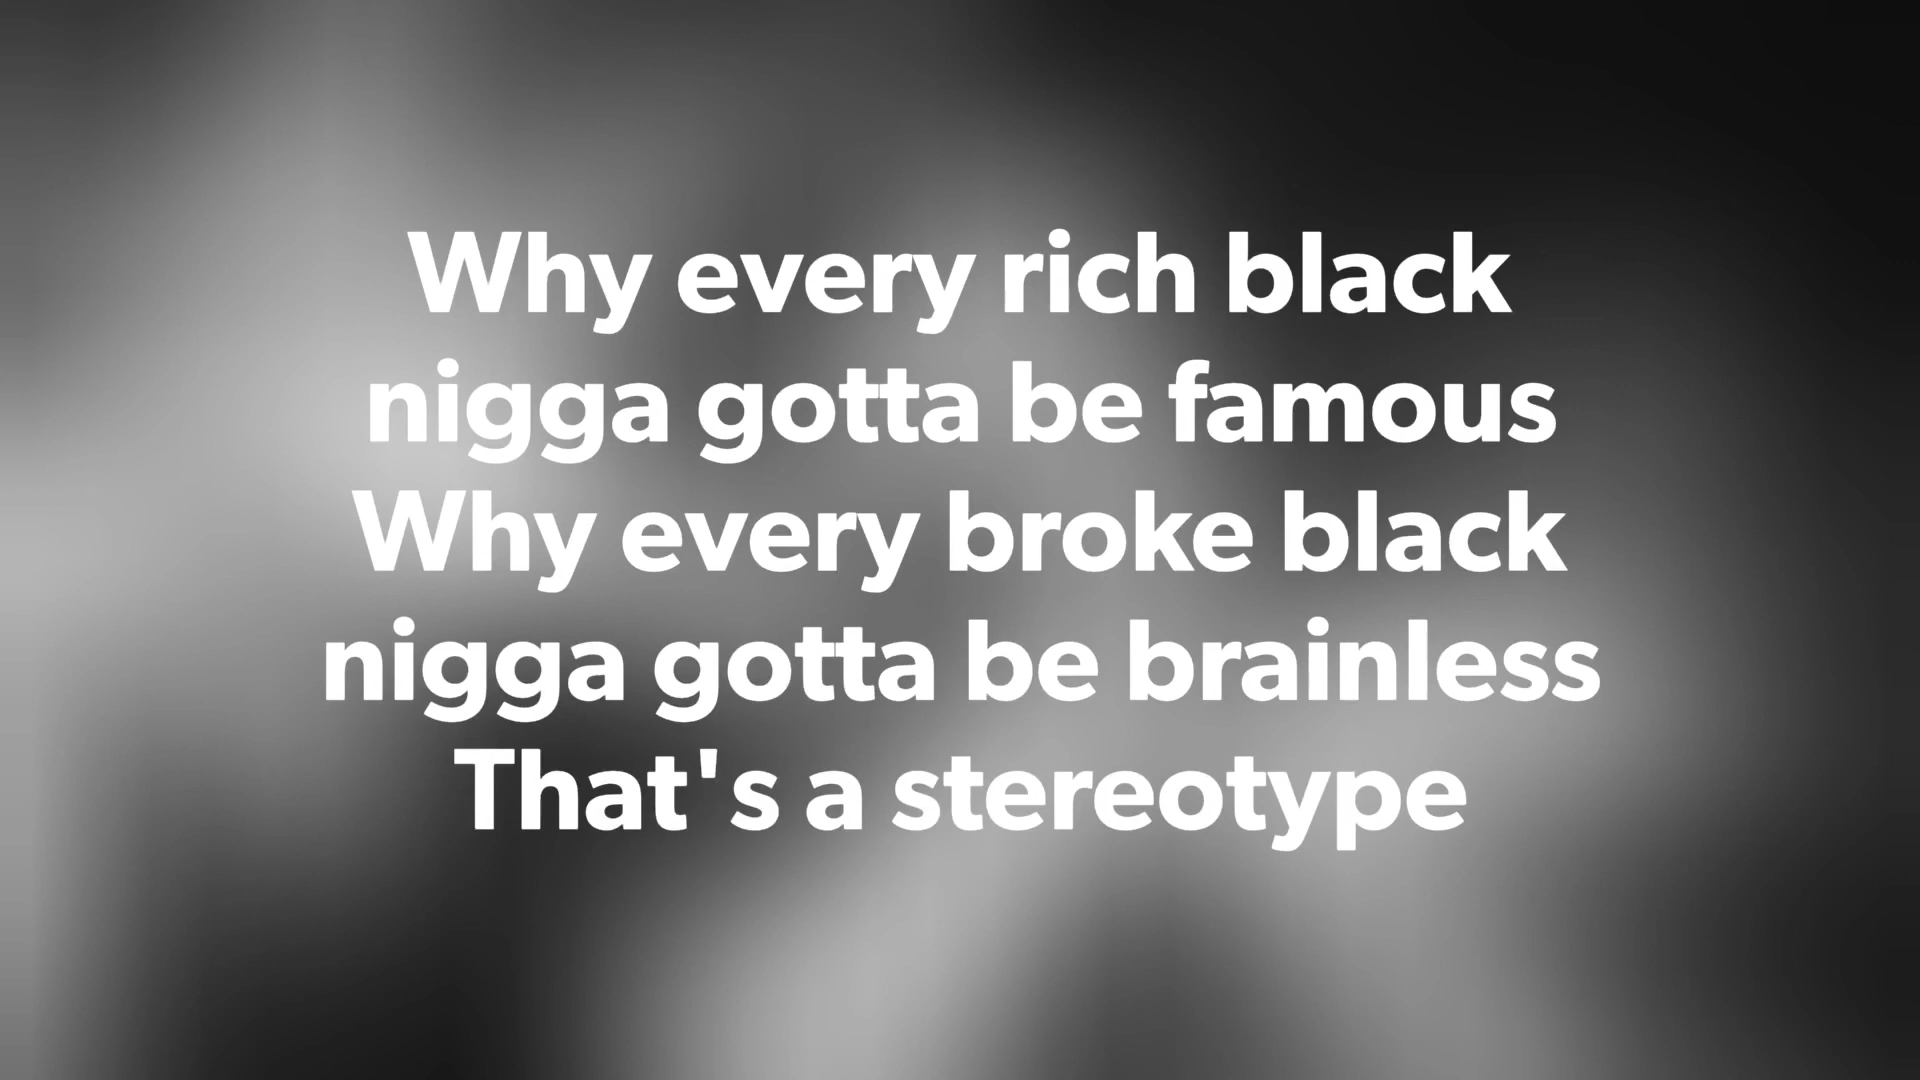 Why every rich black
nigga gotta be famous
Why every broke black
nigga gotta be brainless
That's a stereotype